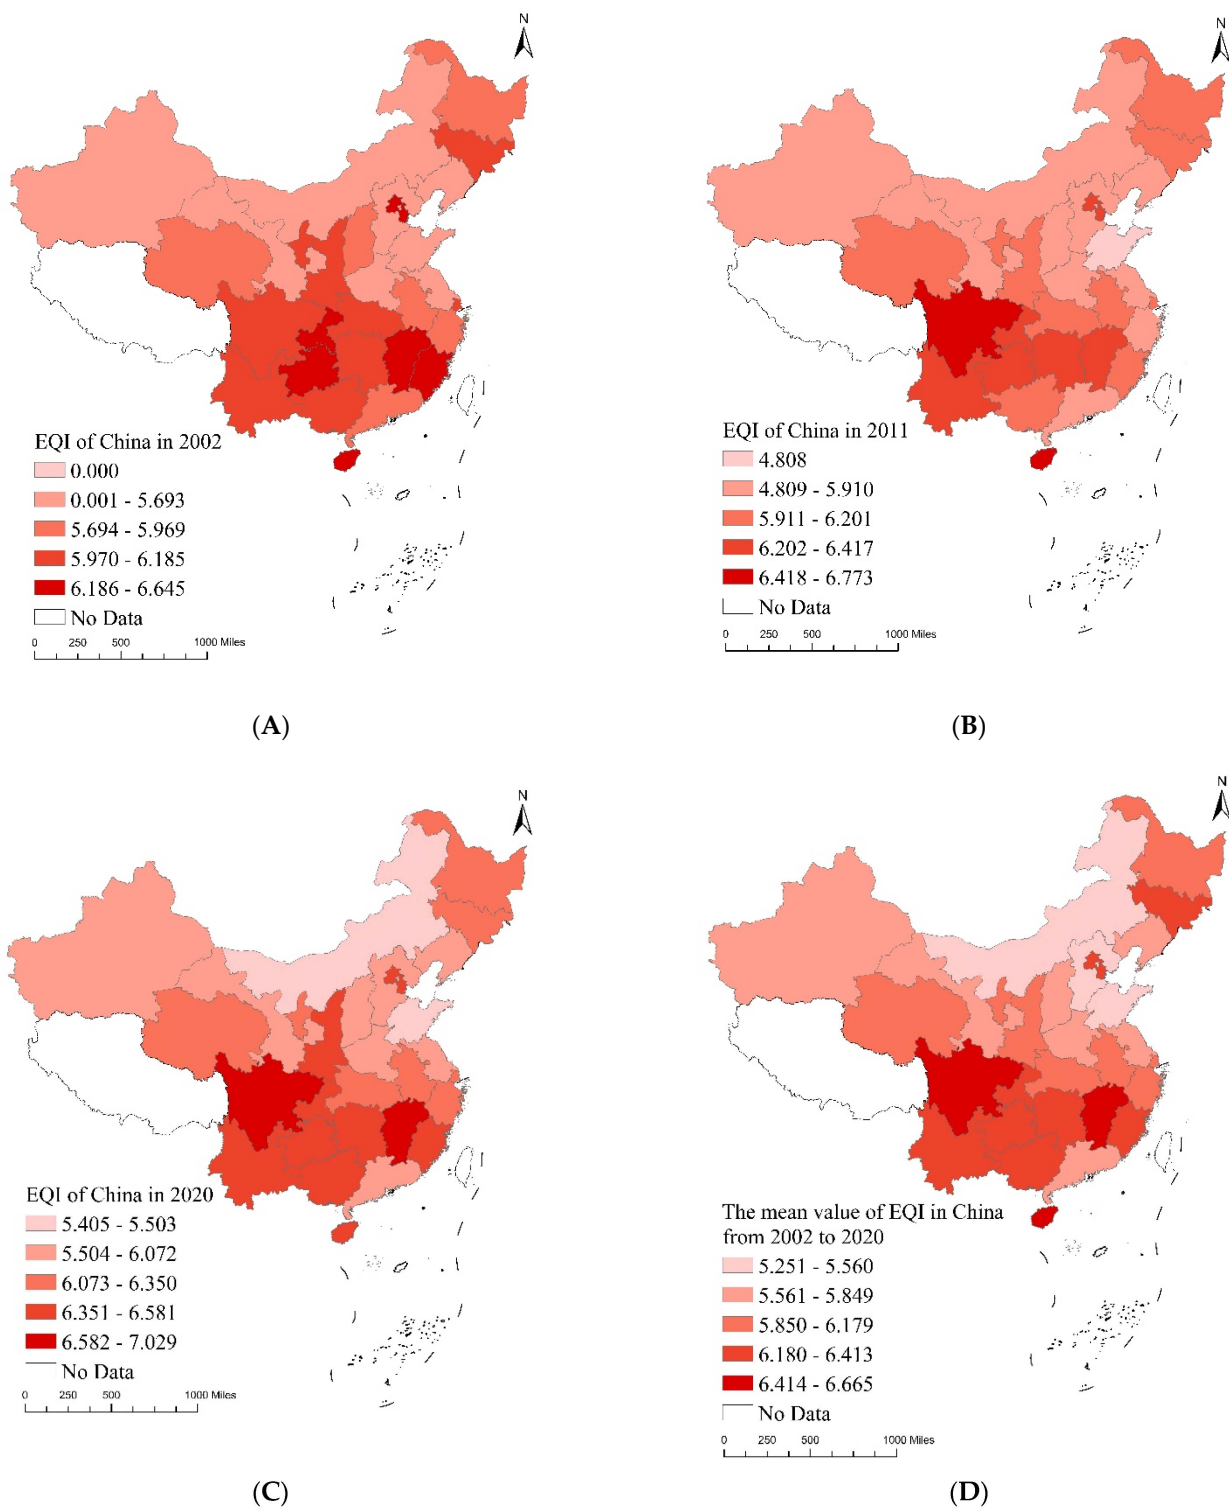 N
EQI of China in 2002
0.000
0.001 - 5.693
5.694 - 5.969
5.970 - 6.185
6.186 - 6.645
No Data
0 250 500 1000 Miles
(A)
N
EQI of China in 2011
4.808
4.809 - 5.910
5.911 - 6.201
6.202 - 6.417
6.418 - 6.773
No Data
0 250 500 1000 Miles
(B)
N
EQI of China in 2020
5.405 - 5.503
5.504 - 6.072
6.073 - 6.350
6.351 - 6.581
6.582 - 7.029
No Data
0 250 500 1000 Miles
(C)
N
The mean value of EQI in China
from 2002 to 2020
5.251 - 5.560
5.561 - 5.849
5.850 - 6.179
6.180 - 6.413
6.414 - 6.665
No Data
0 250 500 1000 Miles
(D)